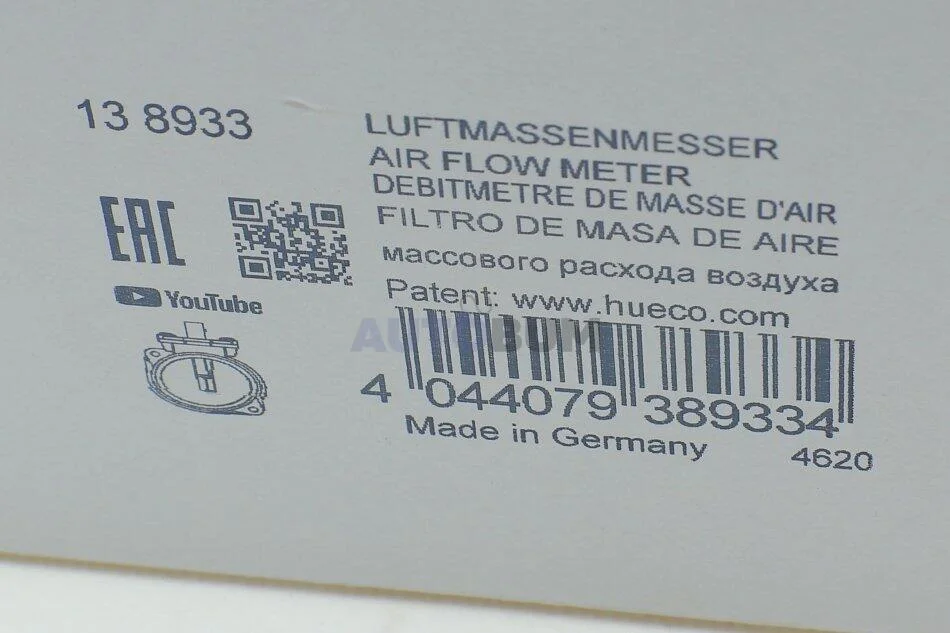 13 8933
LUFTMASSENMESSER
AIR FLOW METER
DEBITMETRE DE MASSE D'AIR
FILTRO DE MASA DE AIRE
массового расхода воздуха
Patent: www.hueco.com
EAC
YouTube
AUTOBUM
4 044079 389334
Made in Germany
4620